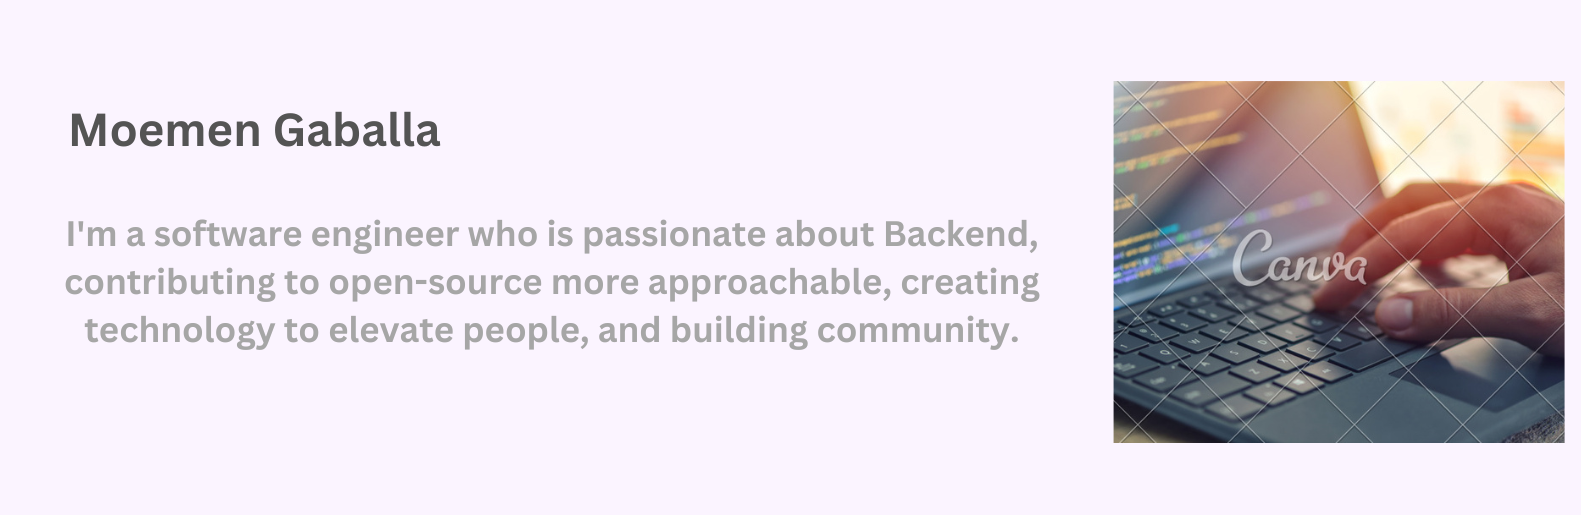 Moemen Gaballa
I'm a software engineer who is passionate about Backend,
contributing to open-source more approachable, creating
technology to elevate people, and building community.
Canva